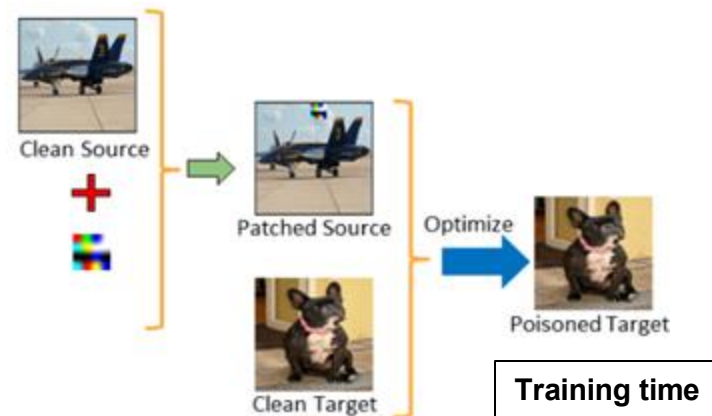 Clean Source
Patched Source
Optimize
Clean Target
Poisoned Target
Training time